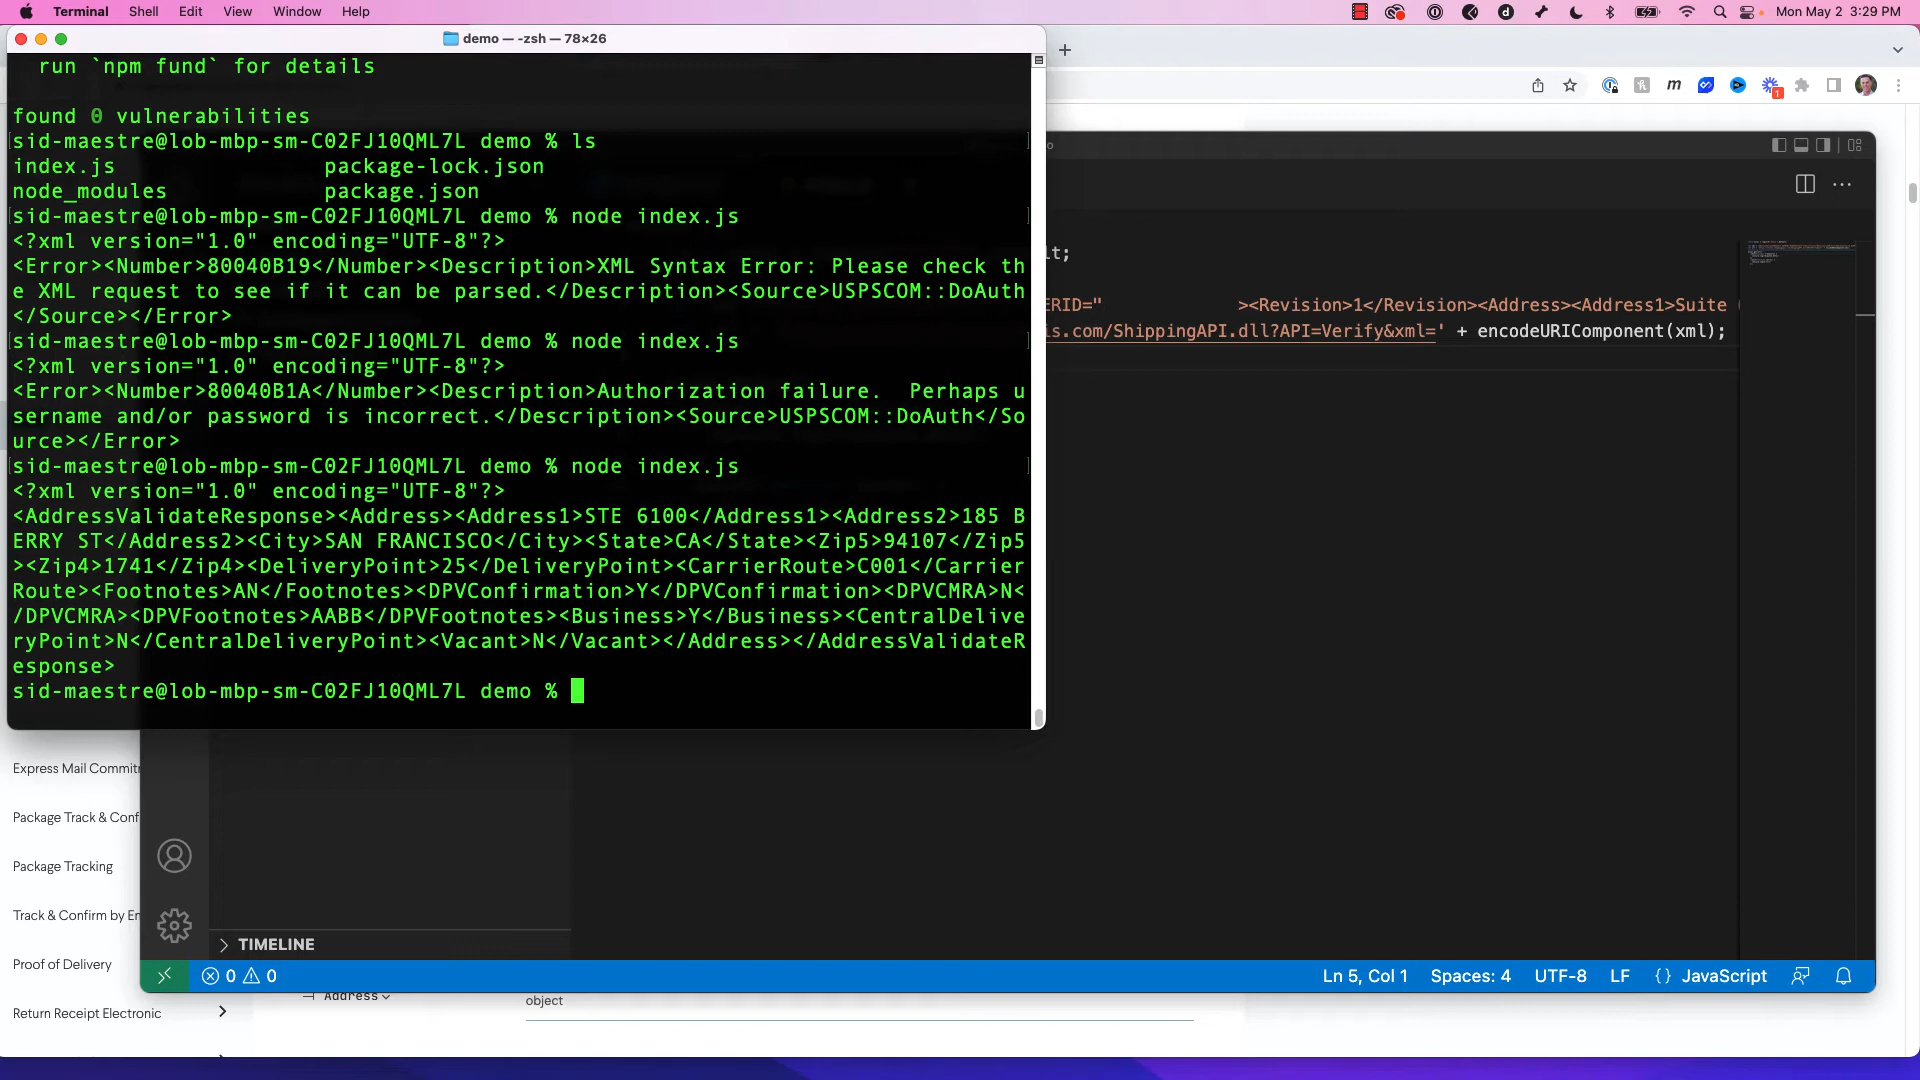 Terminal Shell Edit View Window Help
Mon May 2 3:29 PM
demo — -zsh — 78×26
run `npm fund` for details
found 0 vulnerabilities
sid-maestre@lob-mbp-sm-C02FJ10QML7L demo % ls
index.js package-lock.json
node_modules package.json
sid-maestre@lob-mbp-sm-C02FJ10QML7L demo % node index.js
<?xml version="1.0" encoding="UTF-8"?>
<Error><Number>80040B19</Number><Description>XML Syntax Error: Please check th
e XML request to see if it can be parsed.</Description><Source>USPSCOM::DoAuth
</Source></Error>
sid-maestre@lob-mbp-sm-C02FJ10QML7L demo % node index.js
<?xml version="1.0" encoding="UTF-8"?>
<Error><Number>80040B1A</Number><Description>Authorization failure.  Perhaps u
sername and/or password is incorrect.</Description><Source>USPSCOM::DoAuth</So
urce></Error>
sid-maestre@lob-mbp-sm-C02FJ10QML7L demo % node index.js
<?xml version="1.0" encoding="UTF-8"?>
<AddressValidateResponse><Address><Address1>STE 6100</Address1><Address2>185 B
ERRY ST</Address2><City>SAN FRANCISCO</City><State>CA</State><Zip5>94107</Zip5
><Zip4>1741</Zip4><DeliveryPoint>25</DeliveryPoint><CarrierRoute>C001</Carrier
Route><Footnotes>AN</Footnotes><DPVConfirmation>Y</DPVConfirmation><DPVCMRA>N<
/DPVCMRA><DPVFootnotes>AABB</DPVFootnotes><Business>Y</Business><CentralDelive
ryPoint>N</CentralDeliveryPoint><Vacant>N</Vacant></Address></AddressValidateR
esponse>
sid-maestre@lob-mbp-sm-C02FJ10QML7L demo %
lt;
ERID=" ><Revision>1</Revision><Address><Address1>Suite
is.com/ShippingAPI.dll?API=Verify&xml=' + encodeURIComponent(xml);
Express Mail Commitm
Package Track & Conf
Package Tracking
Track & Confirm by Em
Proof of Delivery
Return Receipt Electronic
TIMELINE
0 0
Ln 5, Col 1 Spaces: 4 UTF-8 LF {} JavaScript
Address
object